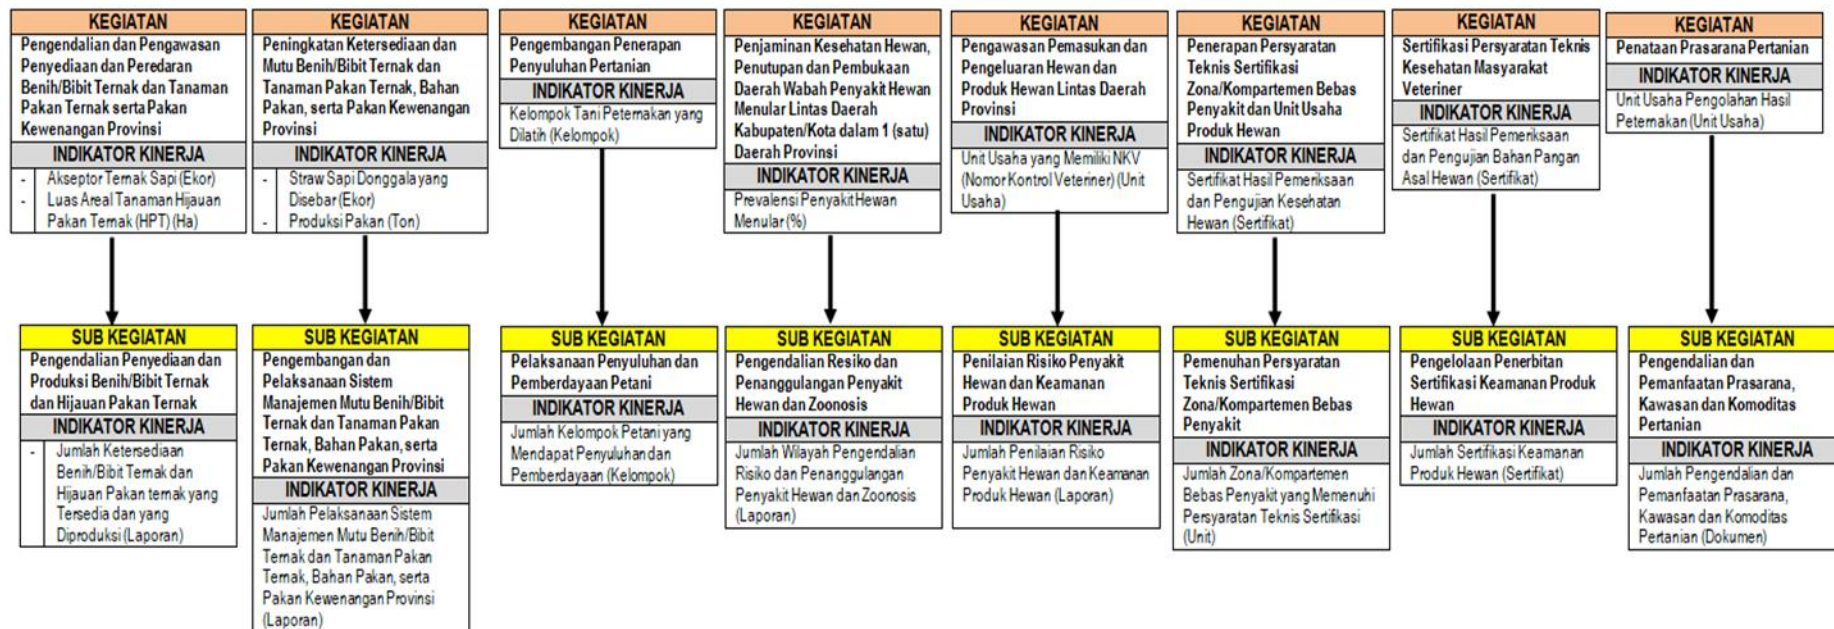 KEGIATAN
Pengendalian dan Pengawasan
Penyediaan dan Peredaran
Benih/Bibit Ternak dan Tanaman
Pakan Ternak serta Pakan
Kewenangan Provinsi
INDIKATOR KINERJA
- Akseptor Ternak Sapi (Ekor)
- Luas Areal Tanaman Hijauan
Pakan Ternak (HPT) (Ha)
KEGIATAN
Peningkatan Ketersediaan dan
Mutu Benih/Bibit Ternak dan
Tanaman Pakan Ternak, Bahan
Pakan, serta Pakan Kewenangan
Provinsi
INDIKATOR KINERJA
- Straw Sapi Donggala yang
Disebar (Ekor)
- Produksi Pakan (Ton)
KEGIATAN
Pengembangan Penerapan
Penyuluhan Pertanian
INDIKATOR KINERJA
Kelompok Tani Peternakan yang
Dilatih (Kelompok)
KEGIATAN
Penjaminan Kesehatan Hewan,
Penutupan dan Pembukaan
Daerah Wabah Penyakit Hewan
Menular Lintas Daerah
Kabupaten/Kota dalam 1 (satu)
Daerah Provinsi
INDIKATOR KINERJA
Prevalensi Penyakit Hewan
Menular (%)
KEGIATAN
Pengawasan Pemasukan dan
Pengeluaran Hewan dan
Produk Hewan Lintas Daerah
Provinsi
INDIKATOR KINERJA
Unit Usaha yang Memiliki NKV
(Nomor Kontrol Veteriner) (Unit
Usaha)
KEGIATAN
Penerapan Persyaratan
Teknis Sertifikasi
Zona/Kompartemen Bebas
Penyakit dan Unit Usaha
Produk Hewan
INDIKATOR KINERJA
Sertifikat Hasil Pemeriksaan
dan Pengujian Kesehatan
Hewan (Sertifikat)
KEGIATAN
Sertifikasi Persyaratan Teknis
Kesehatan Masyarakat
Veteriner
INDIKATOR KINERJA
Sertifikat Hasil Pemeriksaan
dan Pengujian Bahan Pangan
Asal Hewan (Sertifikat)
KEGIATAN
Penataan Prasarana Pertanian
INDIKATOR KINERJA
Unit Usaha Pengolahan Hasil
Peternakan (Unit Usaha)
SUB KEGIATAN
Pengendalian Penyediaan dan
Produksi Benih/Bibit Ternak
dan Hijauan Pakan Ternak
INDIKATOR KINERJA
- Jumlah Ketersediaan
Benih/Bibit Ternak dan
Hijauan Pakan ternak yang
Tersedia dan yang
Diproduksi (Laporan)
SUB KEGIATAN
Pengembangan dan
Pelaksanaan Sistem
Manajemen Mutu Benih/Bibit
Ternak dan Tanaman Pakan
Ternak, Bahan Pakan, serta
Pakan Kewenangan Provinsi
INDIKATOR KINERJA
Jumlah Pelaksanaan Sistem
Manajemen Mutu Benih/Bibit
Ternak dan Tanaman Pakan
Ternak, Bahan Pakan, serta
Pakan Kewenangan Provinsi
(Laporan)
SUB KEGIATAN
Pelaksanaan Penyuluhan dan
Pemberdayaan Petani
INDIKATOR KINERJA
Jumlah Kelompok Petani yang
Mendapat Penyuluhan dan
Pemberdayaan (Kelompok)
SUB KEGIATAN
Pengendalian Resiko dan
Penanggulangan Penyakit
Hewan dan Zoonosis
INDIKATOR KINERJA
Jumlah Wilayah Pengendalian
Risiko dan Penanggulangan
Penyakit Hewan dan Zoonosis
(Laporan)
SUB KEGIATAN
Penilaian Risiko Penyakit
Hewan dan Keamanan
Produk Hewan
INDIKATOR KINERJA
Jumlah Penilaian Risiko
Penyakit Hewan dan Keamanan
Produk Hewan (Laporan)
SUB KEGIATAN
Pemenuhan Persyaratan
Teknis Sertifikasi
Zona/Kompartemen Bebas
Penyakit
INDIKATOR KINERJA
Jumlah Zona/Kompartemen
Bebas Penyakit yang Memenuhi
Persyaratan Teknis Sertifikasi
(Unit)
SUB KEGIATAN
Pengelolaan Penerbitan
Sertifikasi Keamanan Produk
Hewan
INDIKATOR KINERJA
Jumlah Sertifikasi Keamanan
Produk Hewan (Sertifikat)
SUB KEGIATAN
Pengendalian dan
Pemanfaatan Prasarana,
Kawasan dan Komoditas
Pertanian
INDIKATOR KINERJA
Jumlah Pengendalian dan
Pemanfaatan Prasarana,
Kawasan dan Komoditas
Pertanian (Dokumen)